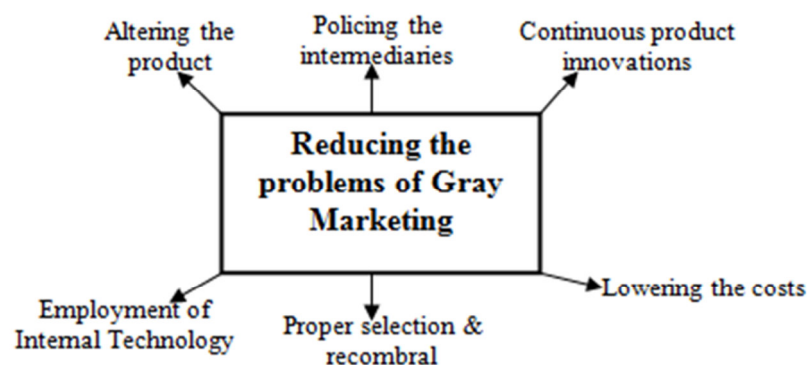 Altering the
product
Policing the
intermediaries
Continuous product
innovations
Reducing the
problems of Gray
Marketing
Employment of
Internal Technology
Proper selection &
recombral
Lowering the costs